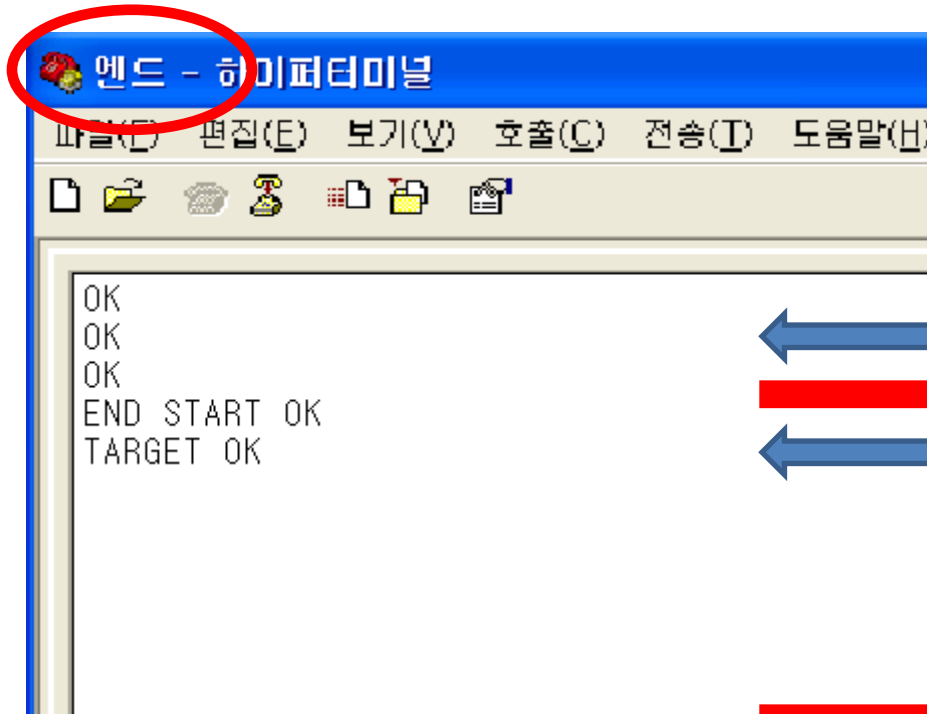 엔드 - 하이퍼터미널
파일(F) 편집(E) 보기(V) 호출(C) 전송(T) 도움말(H)
OK
OK
OK
END START OK
TARGET OK